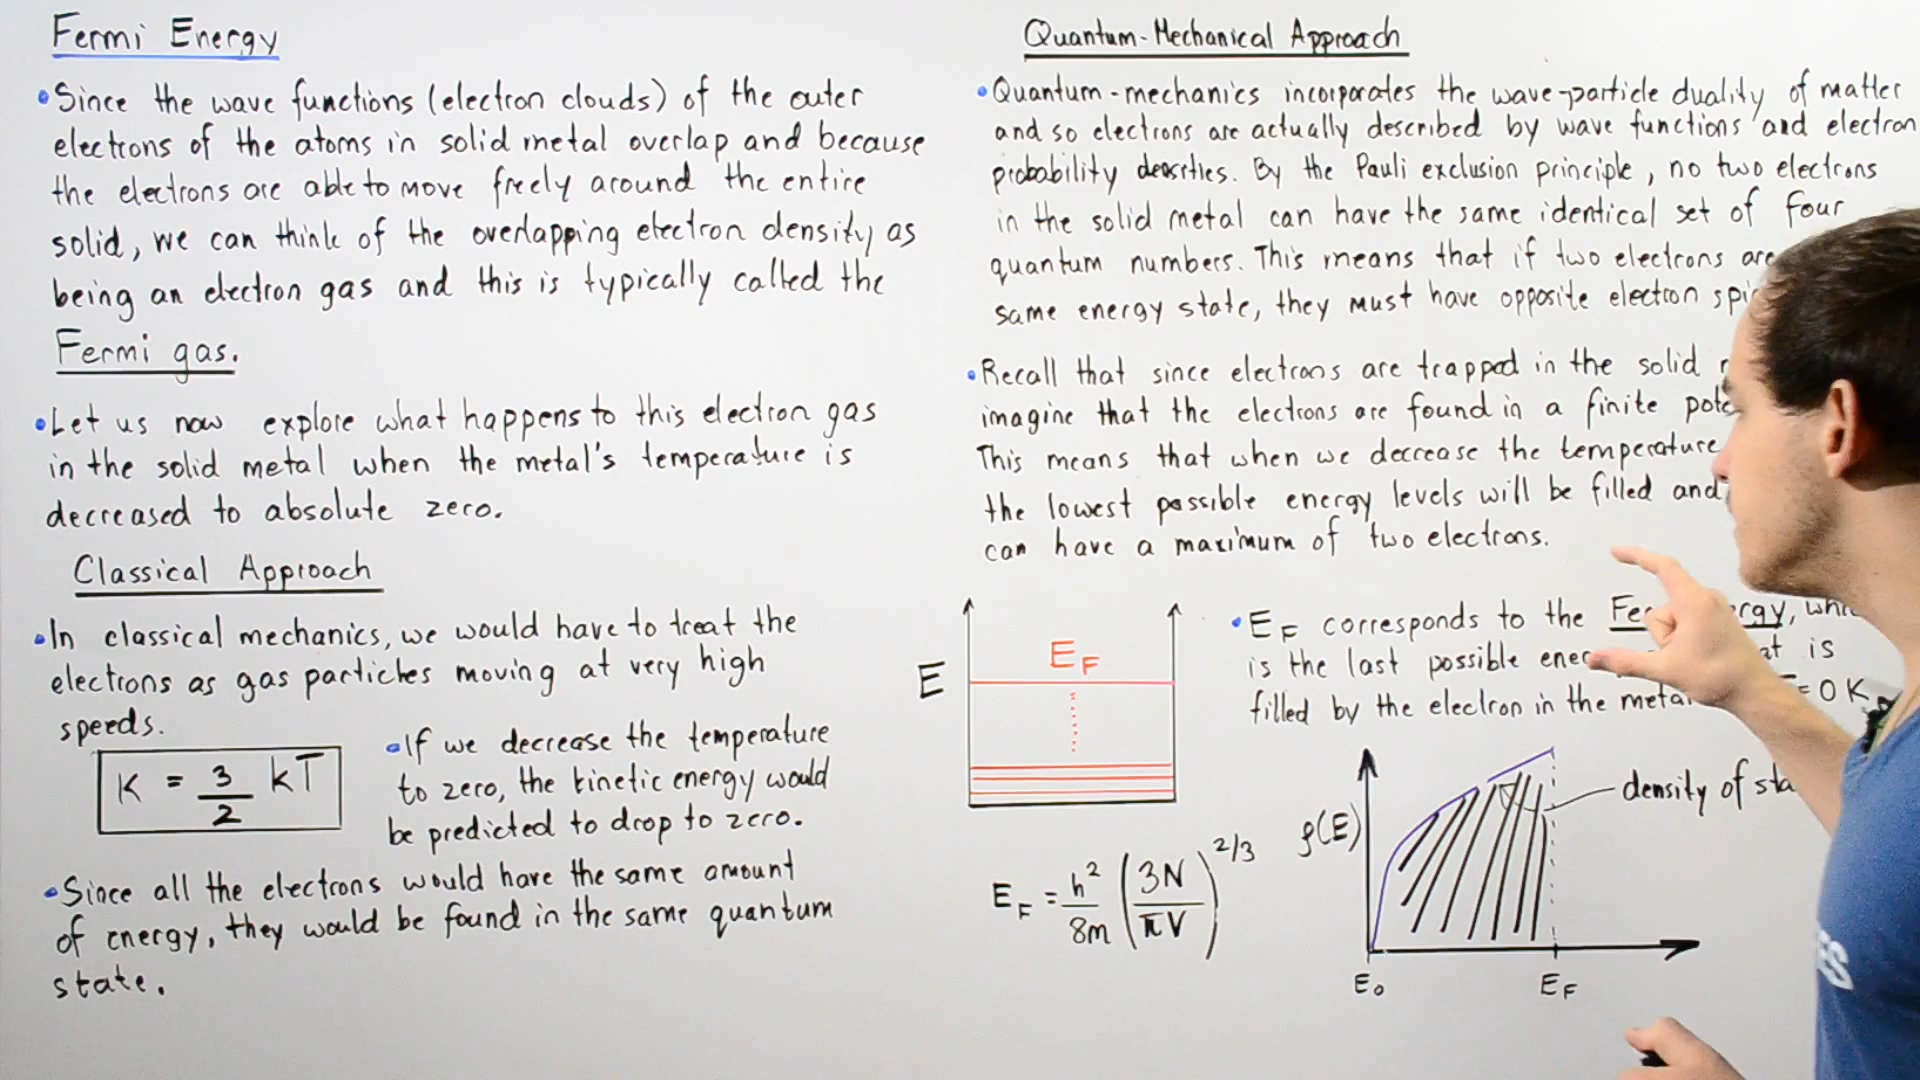 Fermi Energy
•Since the wave functions (electron clouds) of the outer
electrons of the atoms in solid metal overlap and because
the electrons are able to move freely around the entire
solid, we can think of the overlapping electron density as
being an electron gas and this is typically called the
Fermi gas.
•Let us now explore what happens to this electron gas
in the solid metal when the metal's temperature is
decreased to absolute zero.
Classical Approach
•In classical mechanics, we would have to treat the
electrons as gas particles moving at very high
speeds.
K = 3/2 kT
•If we decrease the temperature
to zero, the kinetic energy would
be predicted to drop to zero.
•Since all the electrons would have the same amount
of energy, they would be found in the same quantum
state.
Quantum-Mechanical Approach
•Quantum-mechanics incorporates the wave-particle duality of matter
and so electrons are actually described by wave functions and electron
probability densities. By the Pauli exclusion principle, no two electrons
in the solid metal can have the same identical set of four
quantum numbers. This means that if two electrons are
same energy state, they must have opposite electron
•Recall that since electrons are trapped in the solid
imagine that the electrons are found in a finite
This means that when we decrease the temperature
the lowest possible energy levels will be filled and
can have a maximum of two electrons.
E
E_F
•E_F corresponds to the
is the last possible is
filled by the electron in the =0 K
E_F = h²/8m (3N/πV)^2/3
ρ(E)
density of
E₀
E_F